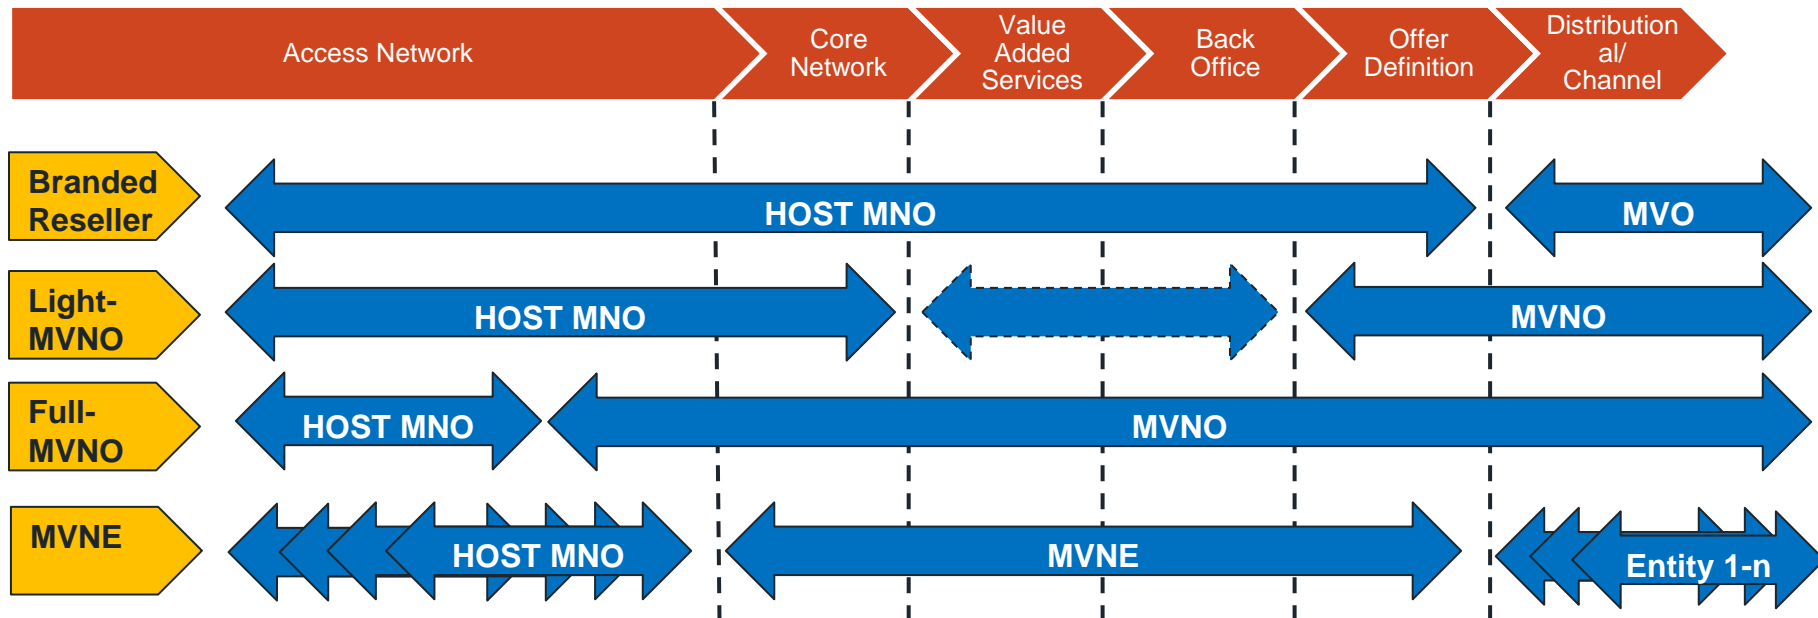 Access Network
Core
Network
Value
Added
Services
Back
Office
Offer
Definition
Distribution
al/
Channel
Branded
Reseller
HOST MNO
MVO
Light-
MVNO
HOST MNO
MVNO
Full-
MVNO
HOST MNO
MVNO
MVNE
HOST MNO
MVNE
Entity 1-n